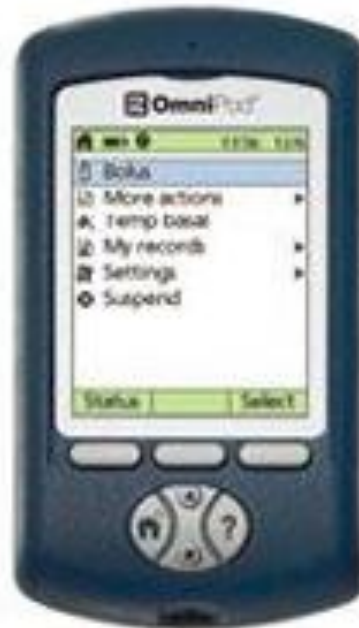 OmniPod
Bolus
More actions
Temp basal
My records
Settings
Suspend
Status Select
?